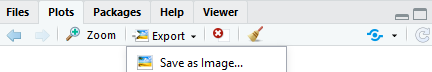 Files Plots Packages Help Viewer
Zoom Export
Save as Image...